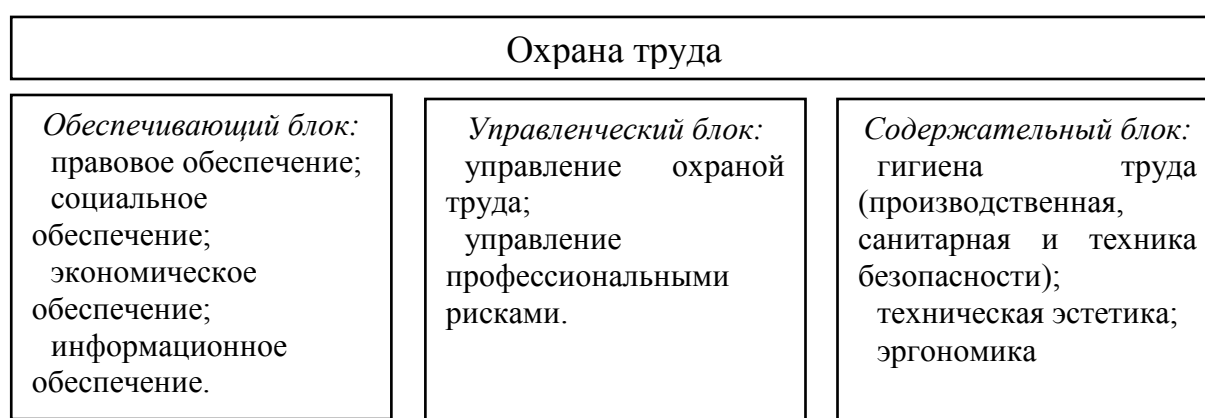 Охрана труда
Обеспечивающий блок:
правовое обеспечение;
социальное
обеспечение;
экономическое
обеспечение;
информационное
обеспечение.
Управленческий блок:
управление охраной
труда;
управление
профессиональными
рисками.
Содержательный блок:
гигиена труда
(производственная,
санитарная и техника
безопасности);
техническая эстетика;
эргономика